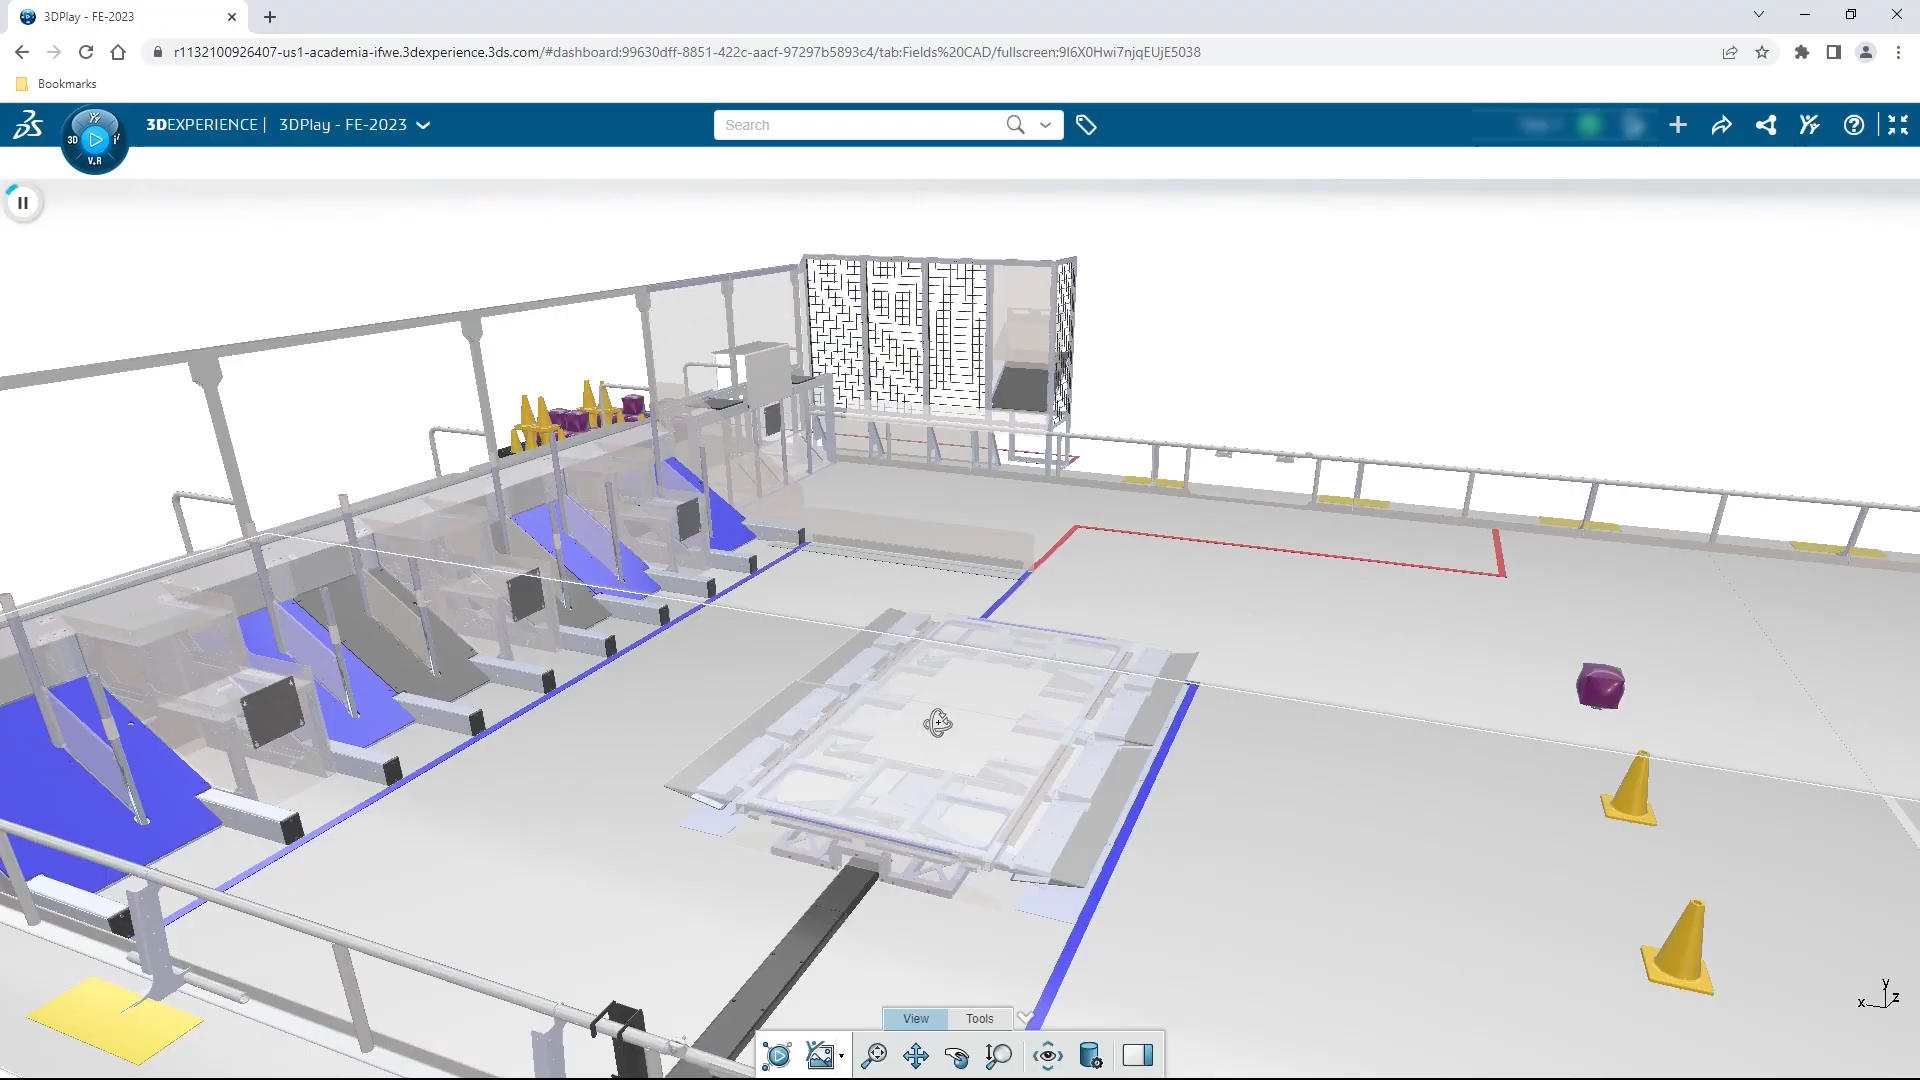 3DPlay - FE-2023
r1132100926407-us1-academia-ifwe.3dexperience.3ds.com/#dashboard:99630dff-8851-422c-aacf-97297b5893c4/tab:Fields%20CAD/fullscreen:9I6X0Hwi7njqEUjE5038
Bookmarks
3DEXPERIENCE | 3DPlay - FE-2023
Search
3D
V.R
View
Tools
y
x
z